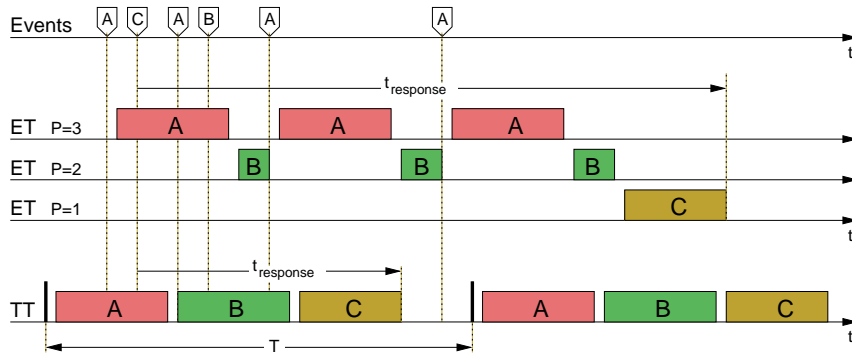 Events A C A B A A
t
t_response
ET P=3 A A A
ET P=2 B B B
ET P=1 C
t
t_response
TT A B C A B C
t
T